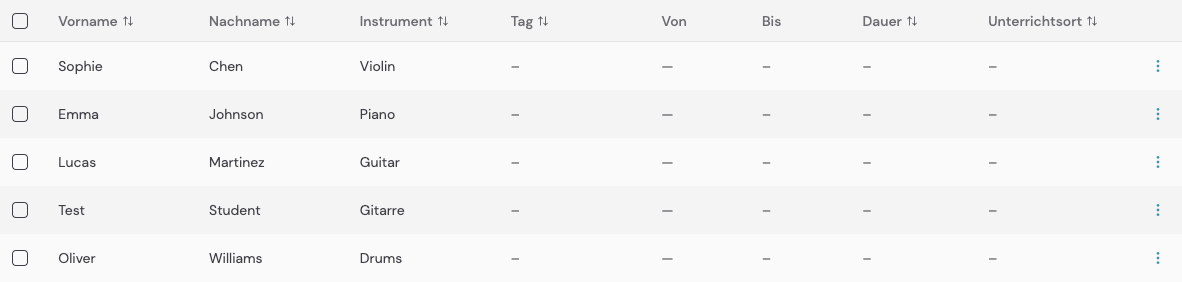 Vorname Nachname Instrument Tag Von Bis Dauer Unterrichtsort
Sophie Chen Violin – — – – –
Emma Johnson Piano – — – – –
Lucas Martinez Guitar – — – – –
Test Student Gitarre – — – – –
Oliver Williams Drums – — – – –